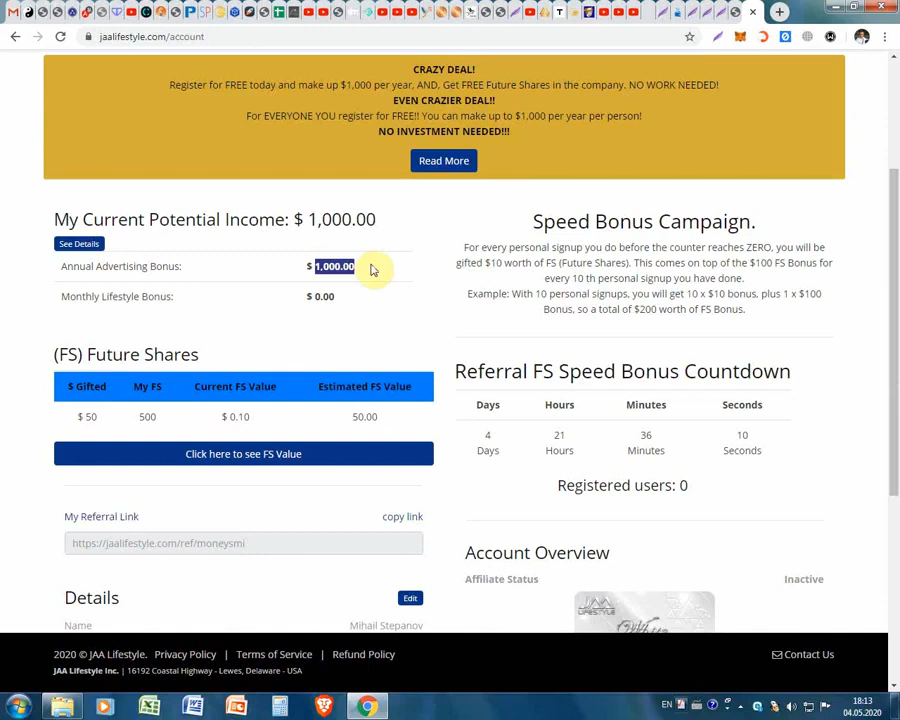 jaalifestyle.com/account
CRAZY DEAL!
Register for FREE today and make up $1,000 per year, AND, Get FREE Future Shares in the company. NO WORK NEEDED!
EVEN CRAZIER DEAL!!
For EVERYONE YOU register for FREE!! You can make up to $1,000 per year per person!
NO INVESTMENT NEEDED!!!
Read More
My Current Potential Income: $ 1,000.00
See Details
Annual Advertising Bonus: $ 1,000.00
Monthly Lifestyle Bonus: $ 0.00
Speed Bonus Campaign.
For every personal signup you do before the counter reaches ZERO, you will be
gifted $10 worth of FS (Future Shares). This comes on top of the $100 FS Bonus for
every 10 th personal signup you have done.
Example: With 10 personal signups, you will get 10 x $10 bonus, plus 1 x $100
Bonus, so a total of $200 worth of FS Bonus.
(FS) Future Shares
$ Gifted My FS Current FS Value Estimated FS Value
$ 50 500 $ 0.10 50.00
Click here to see FS Value
Referral FS Speed Bonus Countdown
Days Hours Minutes Seconds
4 21 36 10
Days Hours Minutes Seconds
Registered users: 0
My Referral Link copy link
https://jaalifestyle.com/ref/moneysmi
Account Overview
Affiliate Status Inactive
JAA
LIFESTYLE
Details Edit
Name Mihail Stepanov
2020 © JAA Lifestyle. Privacy Policy | Terms of Service | Refund Policy
JAA Lifestyle Inc. | 16192 Coastal Highway - Lewes, Delaware - USA
Contact Us
EN
18:13
04.05.2020